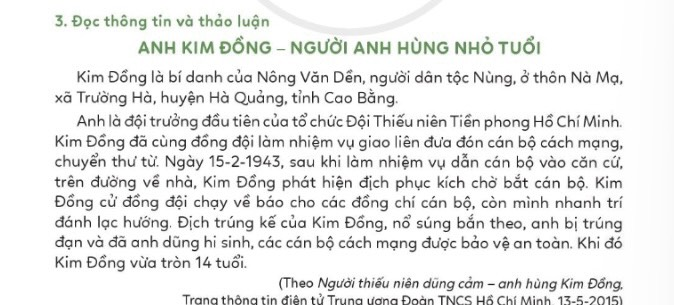 3. Đọc thông tin và thảo luận
ANH KIM ĐỒNG – NGƯỜI ANH HÙNG NHỎ TUỔI
Kim Đồng là bí danh của Nông Văn Dền, người dân tộc Nùng, ở thôn Nà Mạ,
xã Trường Hà, huyện Hà Quảng, tỉnh Cao Bằng.
Anh là đội trưởng đầu tiên của tổ chức Đội Thiếu niên Tiền phong Hồ Chí Minh.
Kim Đồng đã cùng đồng đội làm nhiệm vụ giao liên đưa đón cán bộ cách mạng,
chuyển thư từ. Ngày 15-2-1943, sau khi làm nhiệm vụ dẫn cán bộ vào căn cứ,
trên đường về nhà, Kim Đồng phát hiện địch phục kích chờ bắt cán bộ. Kim
Đồng cử đồng đội chạy về báo cho các đồng chí cán bộ, còn mình nhanh trí
đánh lạc hướng. Địch trúng kế của Kim Đồng, nổ súng bắn theo, anh bị trúng
đạn và đã anh dũng hi sinh, các cán bộ cách mạng được bảo vệ an toàn. Khi đó
Kim Đồng vừa tròn 14 tuổi.
(Theo Người thiếu niên dũng cảm – anh hùng Kim Đồng,
Trang thông tin điện tử Trung ương Đoàn TNCS Hồ Chí Minh, 13-5-2015)